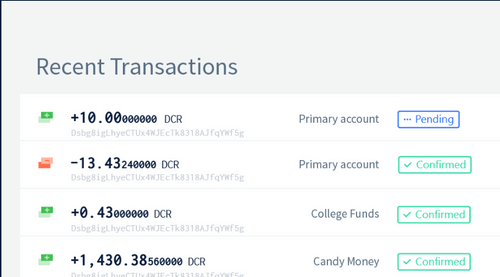 Recent Transactions
+10.00000000 DCR Primary account ··· Pending
Dsbg8igLhyeCTUx4WJEcTk8318AJfqYWf5g
-13.43240000 DCR Primary account ✓ Confirmed
Dsbg8igLhyeCTUx4WJEcTk8318AJfqYWf5g
+0.43000000 DCR College Funds ✓ Confirmed
Dsbg8igLhyeCTUx4WJEcTk8318AJfqYWf5g
+1,430.38560000 DCR Candy Money ✓ Confirmed